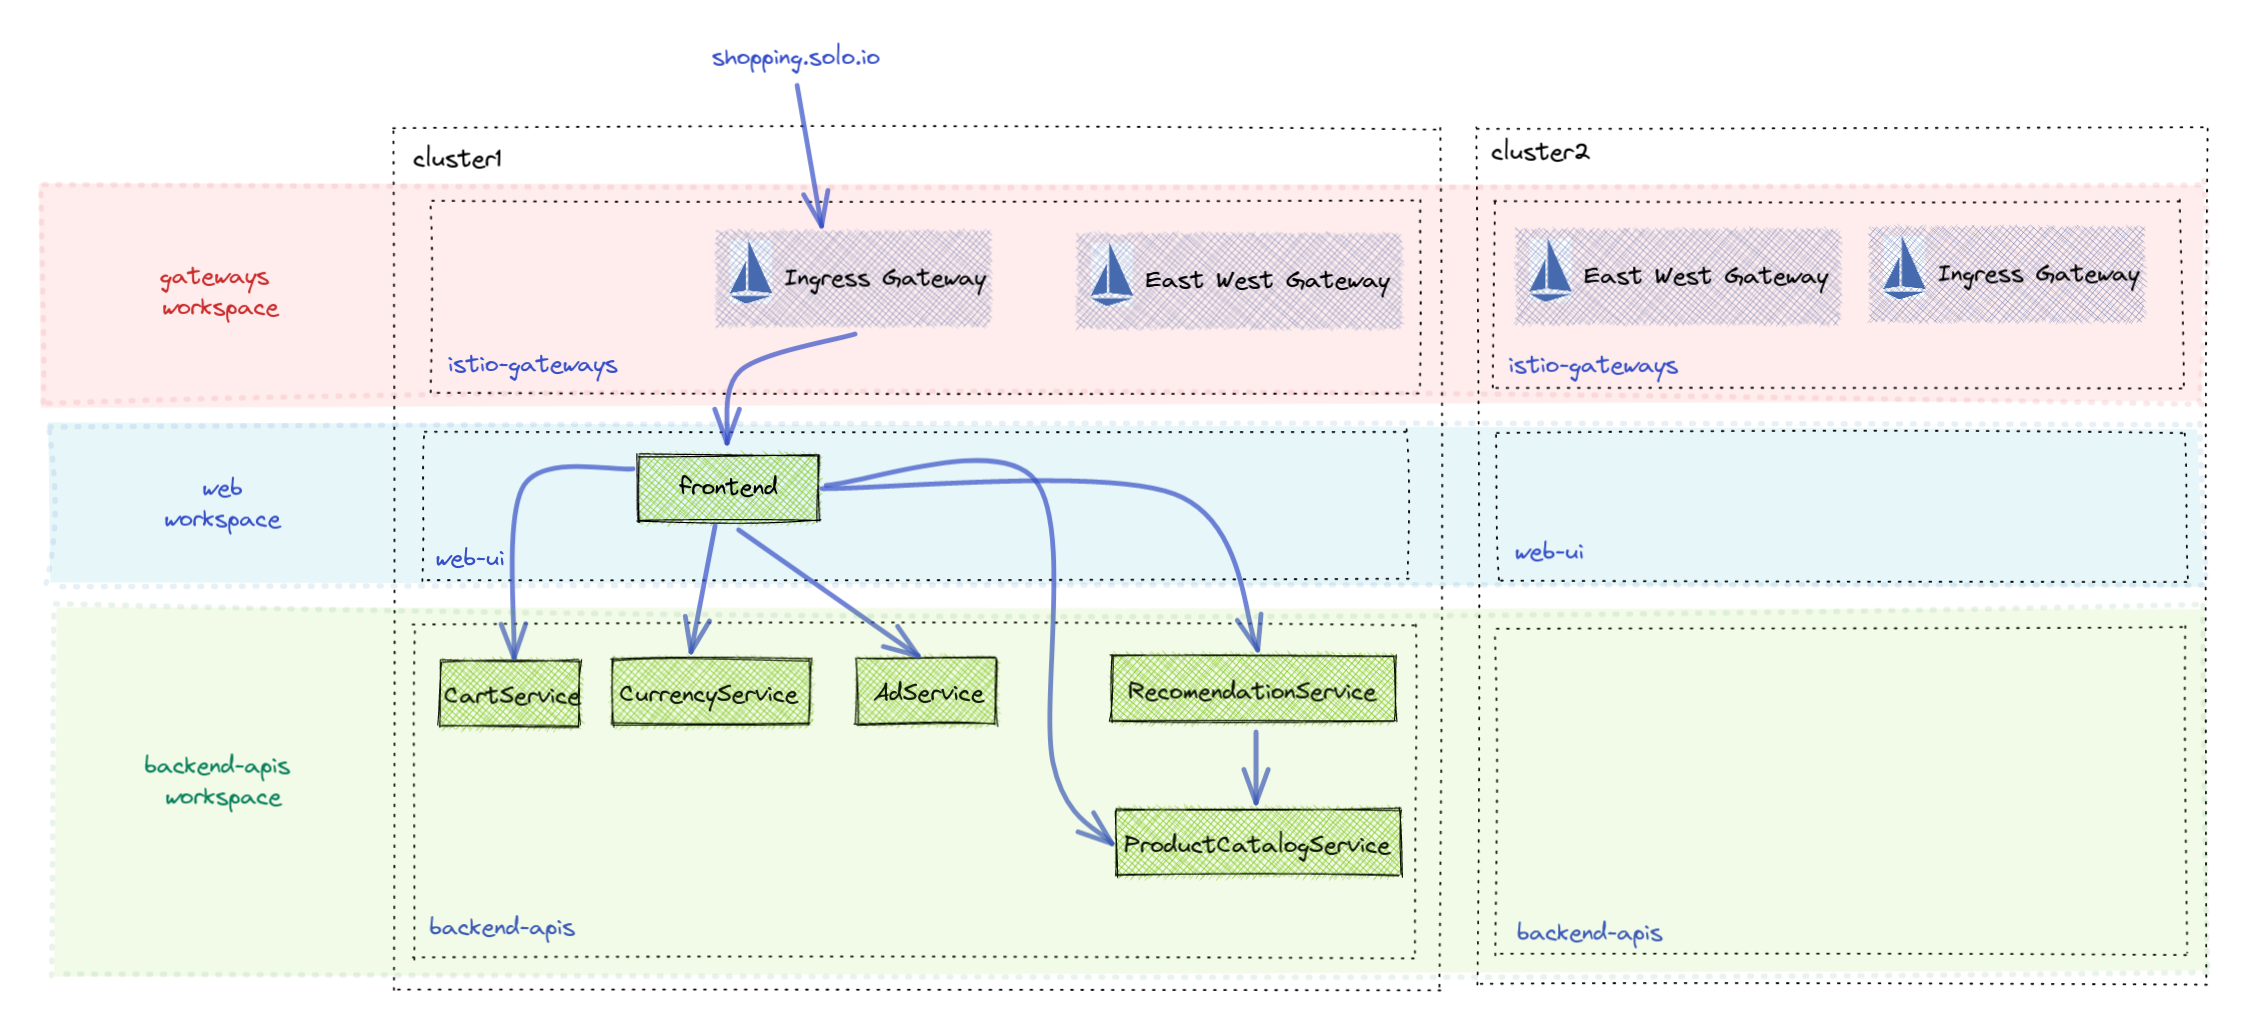 shopping.solo.io
cluster1
cluster2
gateways
workspace
Ingress Gateway
East West Gateway
East West Gateway
Ingress Gateway
istio-gateways
istio-gateways
web
workspace
frontend
web-ui
web-ui
backend-apis
workspace
CartService
CurrencyService
AdService
RecomendationService
ProductCatalogService
backend-apis
backend-apis